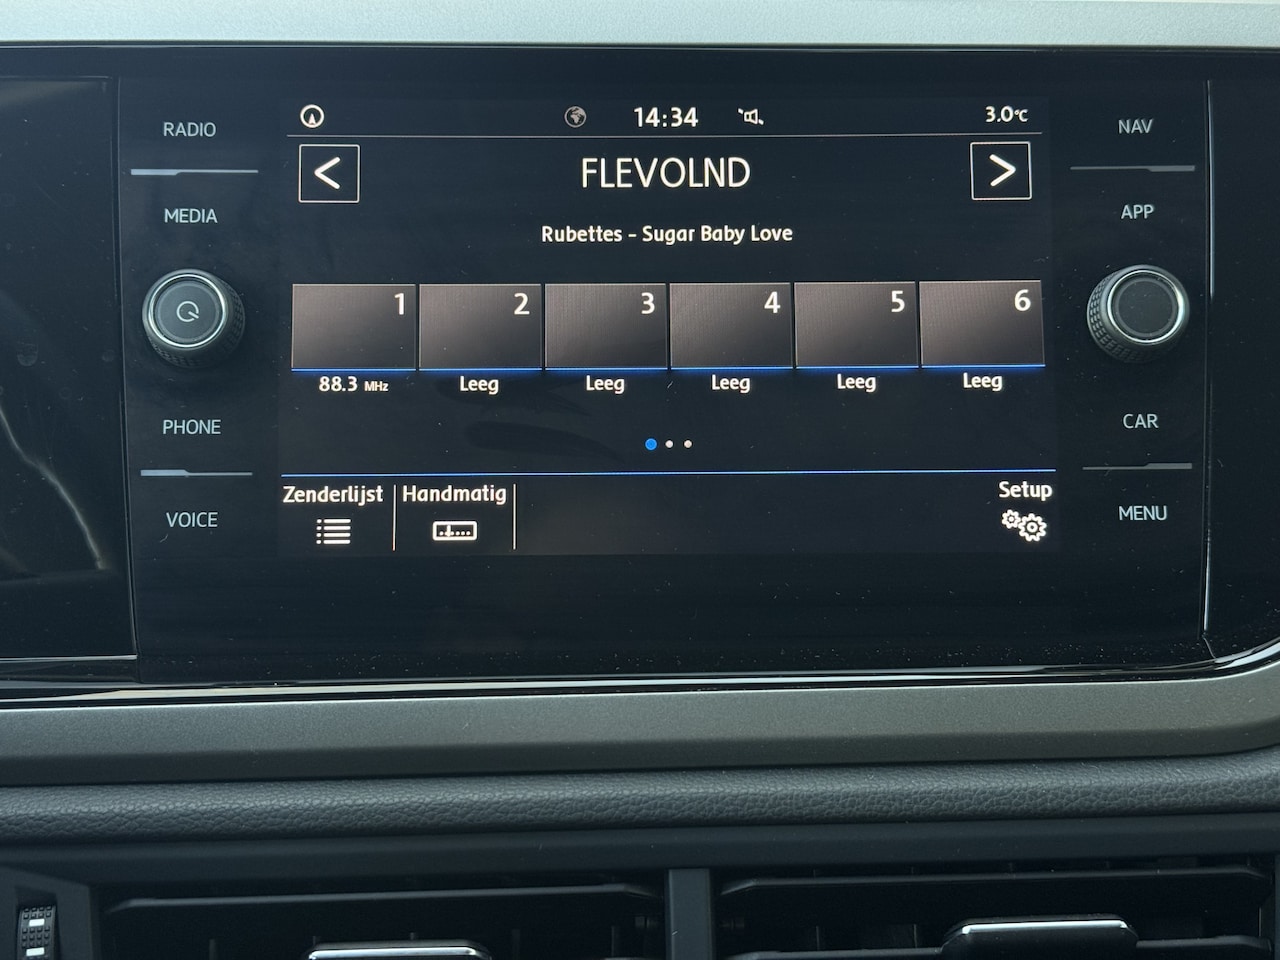 RADIO
MEDIA
PHONE
VOICE
14:34
3.0°C
<
FLEVOLND
>
Rubettes - Sugar Baby Love
1
2
3
4
5
6
88.3 MHz
Leeg
Leeg
Leeg
Leeg
Leeg
Zenderlijst
Handmatig
Setup
NAV
APP
CAR
MENU